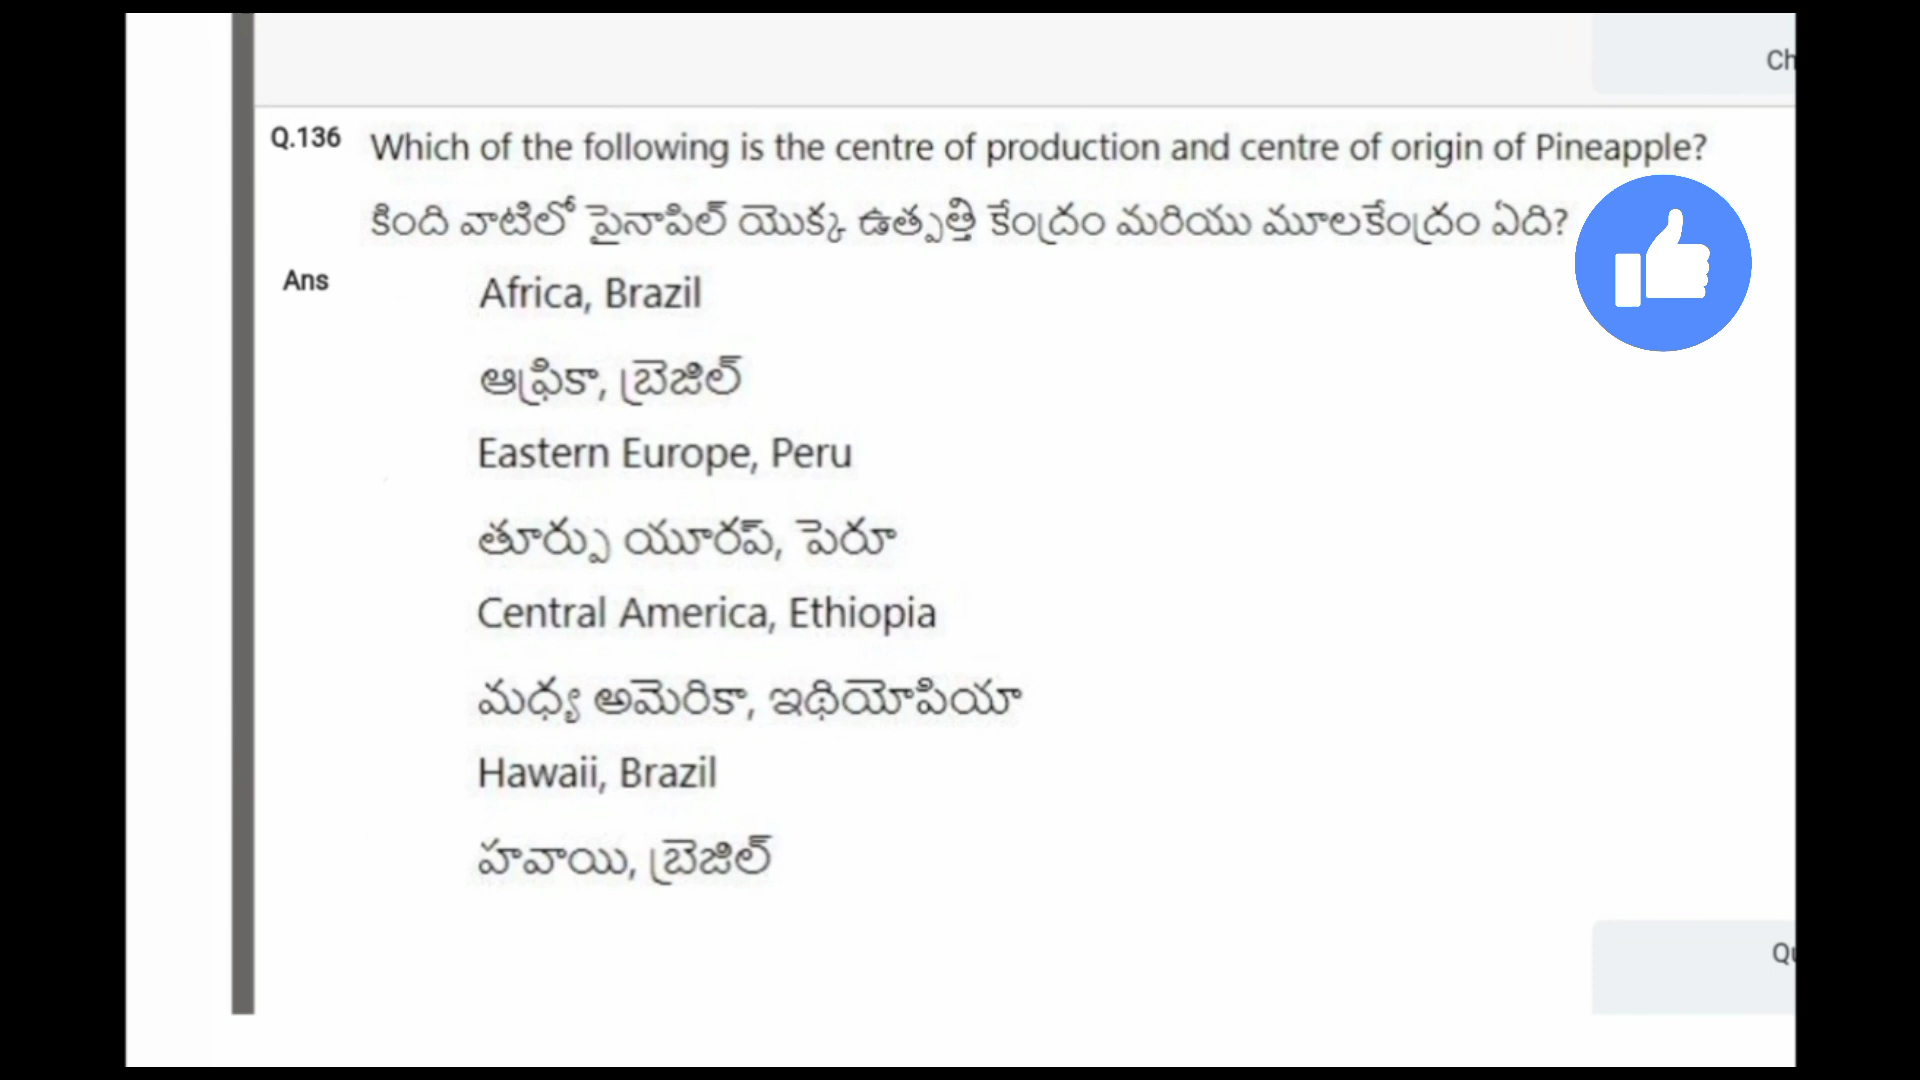 Ch
Q.136 Which of the following is the centre of production and centre of origin of Pineapple?
కింది వాటిలో పైనాపిల్ యొక్క ఉత్పత్తి కేంద్రం మరియు మూలకేంద్రం ఏది?
Ans
Africa, Brazil
ఆఫ్రికా, బ్రెజిల్
Eastern Europe, Peru
తూర్పు యూరప్, పెరూ
Central America, Ethiopia
మధ్య అమెరికా, ఇథియోపియా
Hawaii, Brazil
హవాయి, బ్రెజిల్
Qu